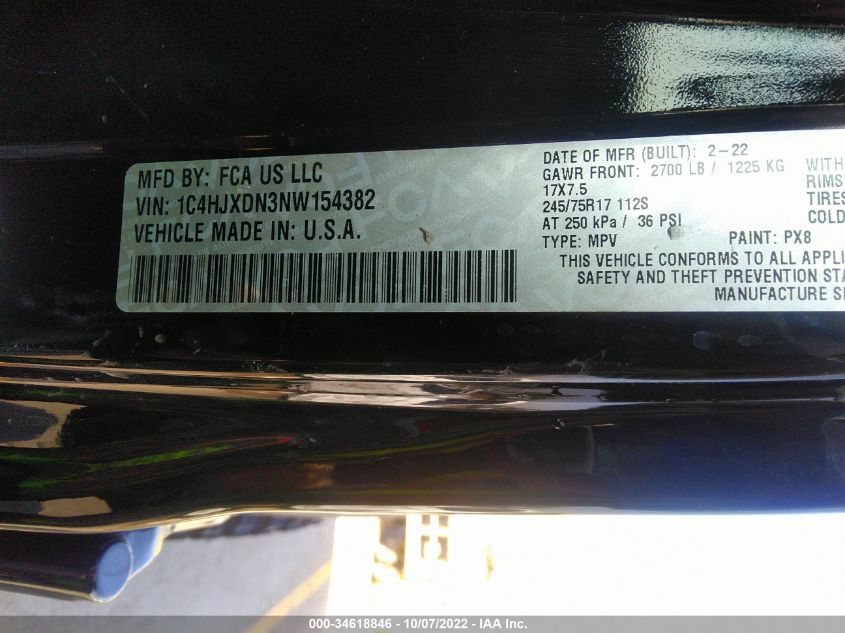 MFD BY: FCA US LLC
VIN: 1C4HJXDN3NW154382
VEHICLE MADE IN: U.S.A.
DATE OF MFR (BUILT): 2-22
GAWR FRONT: 2700 LB / 1225 KG WITH
17X7.5 RIMS
245/75R17 112S TIRES
AT 250 kPa / 36 PSI COLD
TYPE: MPV PAINT: PX8
THIS VEHICLE CONFORMS TO ALL APPLI
SAFETY AND THEFT PREVENTION STA
MANUFACTURE S
000-34618846 - 10/07/2022 - IAA Inc.